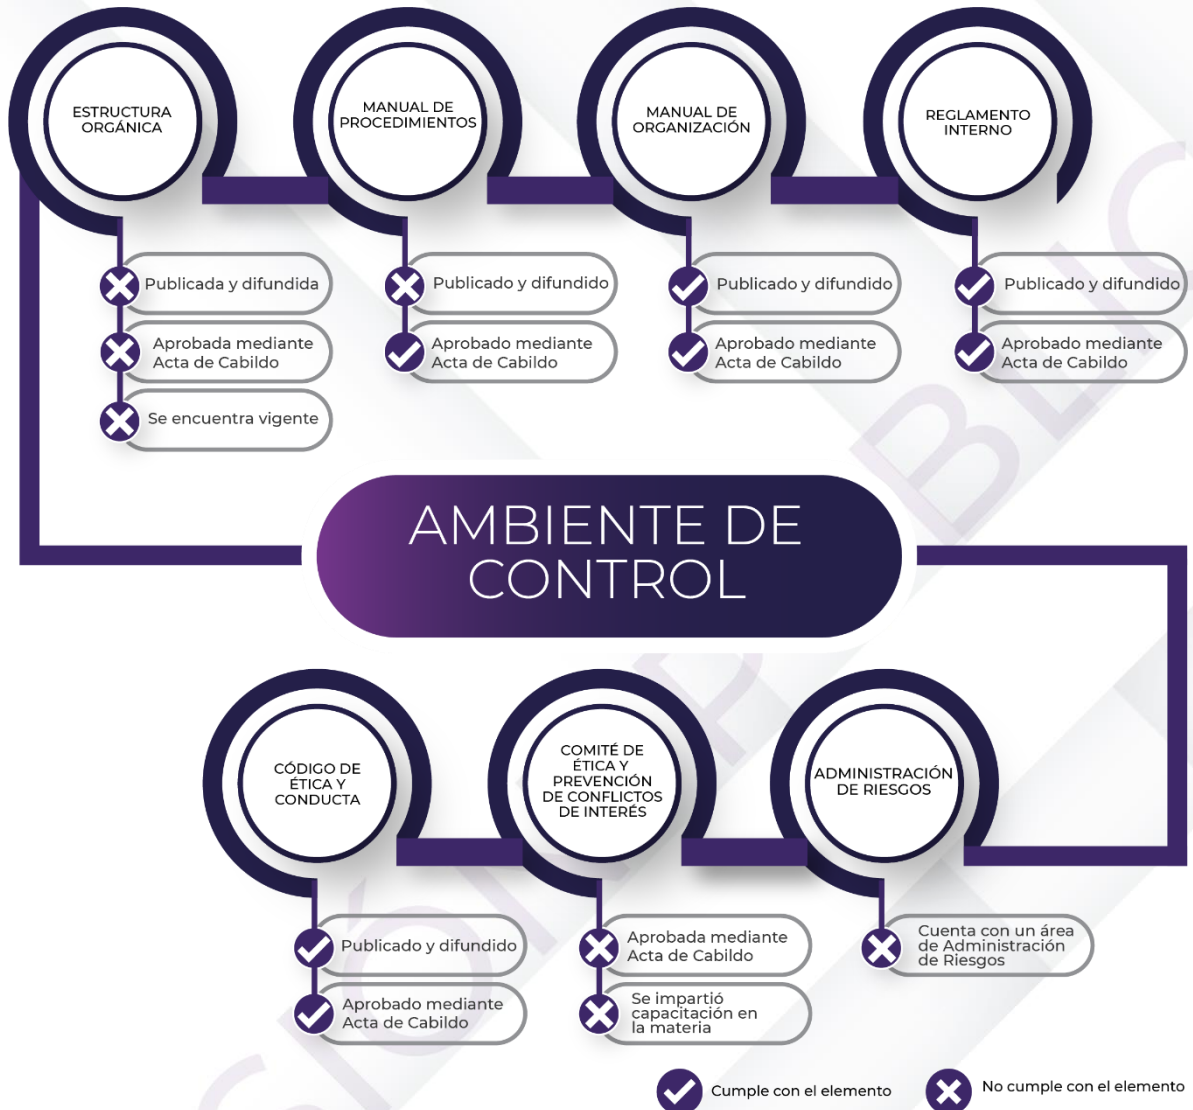 ESTRUCTURA
ORGÁNICA
MANUAL DE
PROCEDIMIENTOS
MANUAL DE
ORGANIZACIÓN
REGLAMENTO
INTERNO
Publicada y difundida
Aprobada mediante
Acta de Cabildo
Se encuentra vigente
Publicado y difundido
Aprobado mediante
Acta de Cabildo
Publicado y difundido
Aprobado mediante
Acta de Cabildo
Publicado y difundido
Aprobado mediante
Acta de Cabildo
AMBIENTE DE
CONTROL
CÓDIGO DE
ÉTICA Y
CONDUCTA
COMITÉ DE
ÉTICA Y
PREVENCIÓN
DE CONFLICTOS
DE INTERÉS
ADMINISTRACIÓN
DE RIESGOS
Publicado y difundido
Aprobado mediante
Acta de Cabildo
Aprobada mediante
Acta de Cabildo
Se impartió
capacitación en
la materia
Cuenta con un área
de Administración
de Riesgos
Cumple con el elemento
No cumple con el elemento